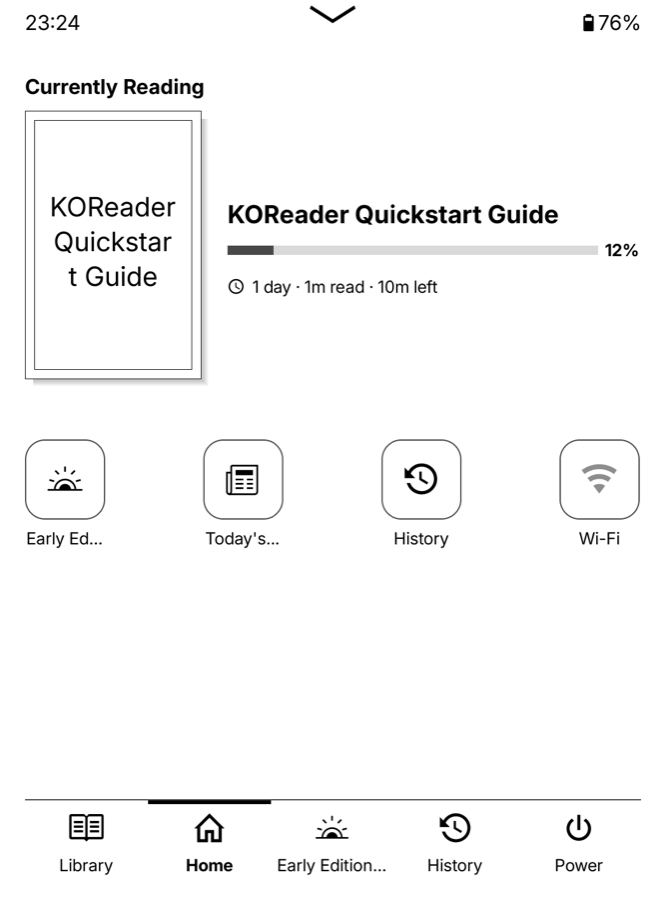 23:24
76%
Currently Reading
KOReader
Quickstar
t Guide
KOReader Quickstart Guide
12%
1 day · 1m read · 10m left
Early Ed...
Today's...
History
Wi-Fi
Library
Home
Early Edition...
History
Power